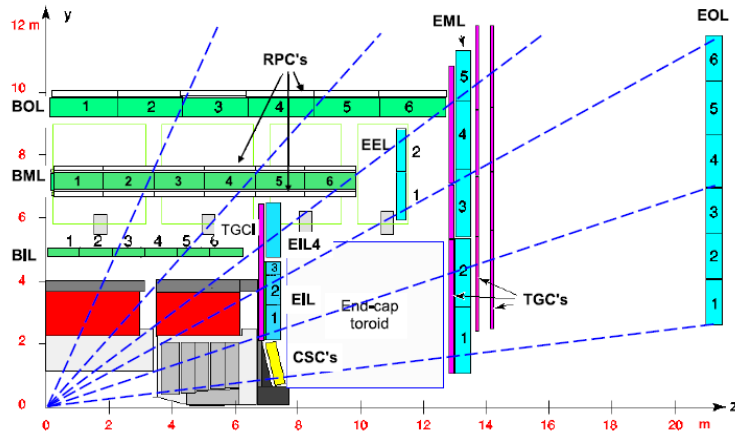 y
EML
EOL
12 m
RPC's
6
5
10
BOL
1 2 3 4 5 6
5
EEL
4
8
2
4
BML
1 2 3 4 5 6
1
3
6
TGCI
3
BIL
1 2 3 4 5 6
EIL4
2
4
3
2
EIL
2
End-cap
toroid
TGC's
1
1
2
1
CSC's
0
0 2 4 6 8 10 12 14 16 18 20 m
z